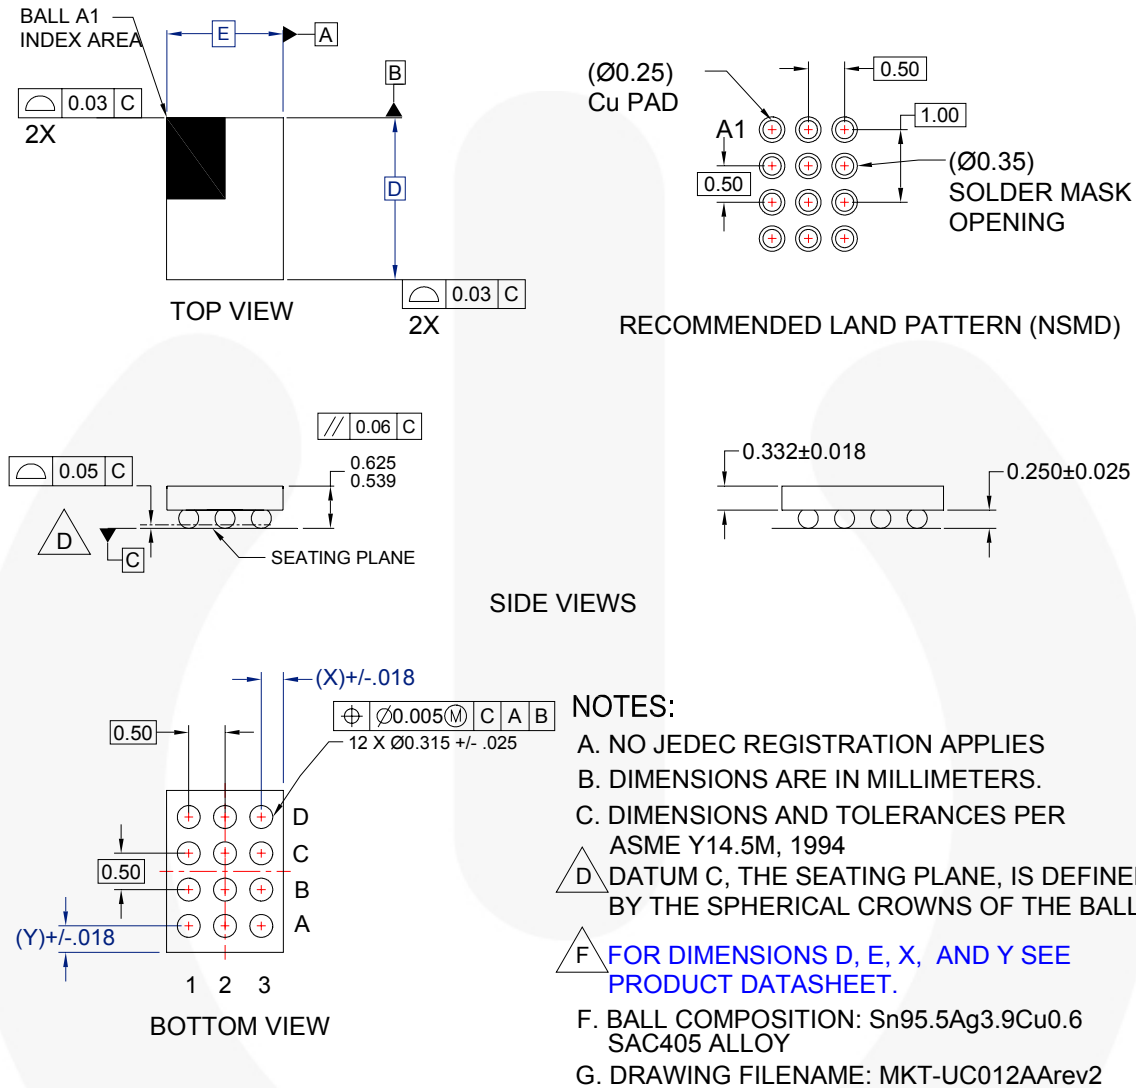 BALL A1
INDEX AREA
E
A
B
0.03 C
2X
D
0.03 C
2X
TOP VIEW
(Ø0.25)
Cu PAD
0.50
1.00
A1
0.50
(Ø0.35)
SOLDER MASK
OPENING
RECOMMENDED LAND PATTERN (NSMD)
// 0.06 C
0.05 C
0.625
0.539
D
C
SEATING PLANE
0.332±0.018
0.250±0.025
SIDE VIEWS
(X)+/-.018
Ø0.005Ⓜ C A B
12 X Ø0.315 +/- .025
0.50
D
C
0.50
B
A
(Y)+/-.018
1 2 3
BOTTOM VIEW
NOTES:
A. NO JEDEC REGISTRATION APPLIES
B. DIMENSIONS ARE IN MILLIMETERS.
C. DIMENSIONS AND TOLERANCES PER
ASME Y14.5M, 1994
D DATUM C, THE SEATING PLANE, IS DEFINE
BY THE SPHERICAL CROWNS OF THE BALL
F FOR DIMENSIONS D, E, X, AND Y SEE
PRODUCT DATASHEET.
F. BALL COMPOSITION: Sn95.5Ag3.9Cu0.6
SAC405 ALLOY
G. DRAWING FILENAME: MKT-UC012AArev2